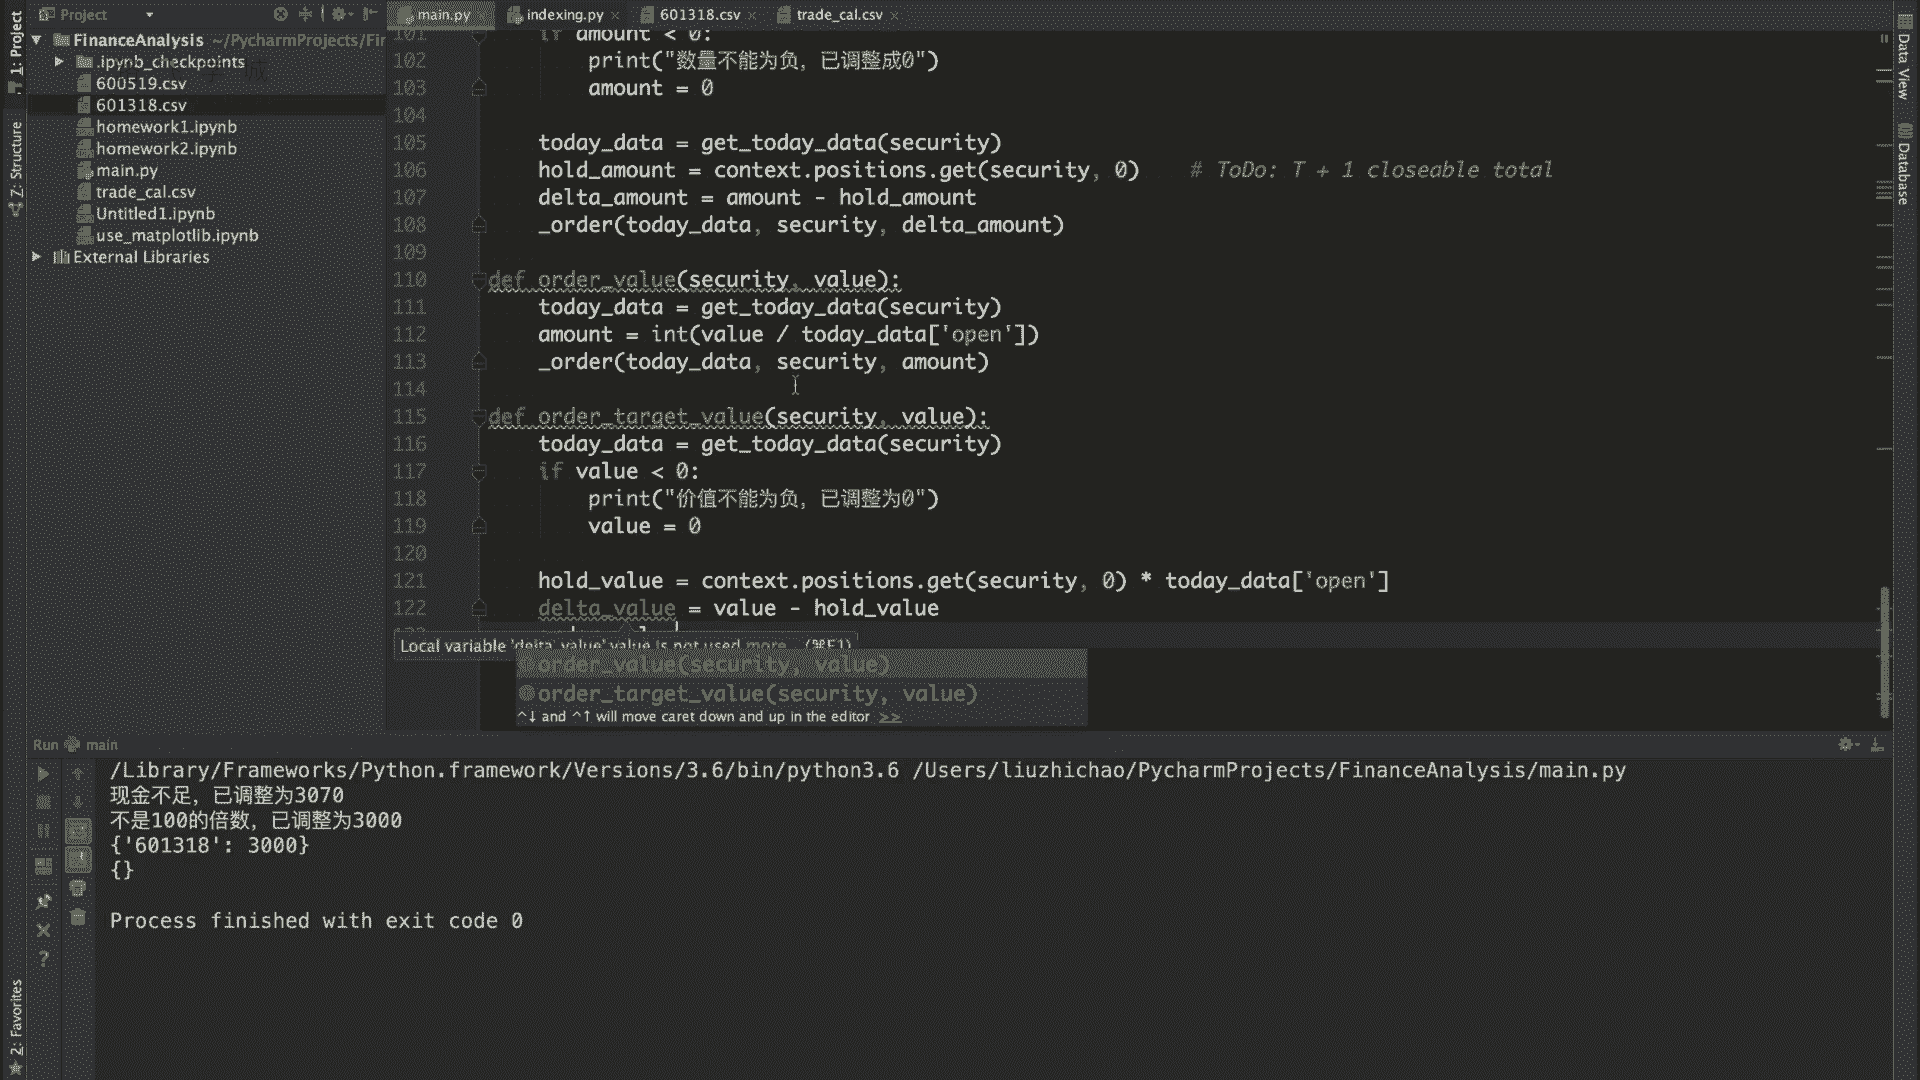 1: Project
Project
main.py
indexing.py
601318.csv
trade_cal.csv
FinanceAnalysis ~/PycharmProjects/Fir
.ipynb_checkpoints
600519.csv
601318.csv
homework1.ipynb
homework2.ipynb
main.py
trade_cal.csv
Untitled1.ipynb
use_matplotlib.ipynb
External Libraries
7: Structure
101 if amount < 0:
102 print("数量不能为负，已调整成0")
103 amount = 0
104
105 today_data = get_today_data(security)
106 hold_amount = context.positions.get(security, 0) # ToDo: T + 1 closeable total
107 delta_amount = amount - hold_amount
108 _order(today_data, security, delta_amount)
109
110 def order_value(security, value):
111 today_data = get_today_data(security)
112 amount = int(value / today_data['open'])
113 _order(today_data, security, amount)
114
115 def order_target_value(security, value):
116 today_data = get_today_data(security)
117 if value < 0:
118 print("价值不能为负，已调整为0")
119 value = 0
120
121 hold_value = context.positions.get(security, 0) * today_data['open']
122 delta_value = value - hold_value
Local variable 'delta_value' value is not used more... (⌘F1)
order_value(security, value)
order_target_value(security, value)
^↓ and ^↑ will move caret down and up in the editor >>
Data View
Database
Run main
/Library/Frameworks/Python.framework/Versions/3.6/bin/python3.6 /Users/liuzhichao/PycharmProjects/FinanceAnalysis/main.py
现金不足，已调整为3070
不是100的倍数，已调整为3000
{'601318': 3000}
{}
Process finished with exit code 0
2: Favorites